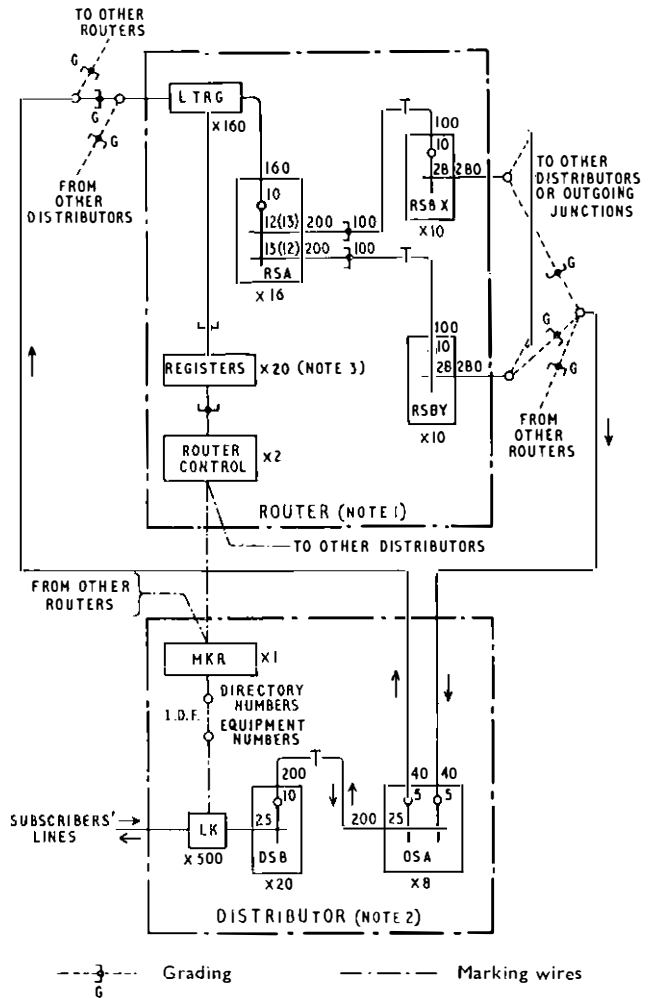 TO OTHER
ROUTERS
G
G
G
FROM
OTHER
DISTRIBUTORS
LTRG
X160
160
10
12(13)
200
100
13(12)
200
100
RSA
X16
T
100
10
28
280
RSBX
X10
T
100
10
28
280
RSBY
X10
TO OTHER
DISTRIBUTORS
OR OUTGOING
JUNCTIONS
G
G
G
FROM
OTHER
ROUTERS
REGISTERS
X20 (NOTE 3)
ROUTER
CONTROL
X2
ROUTER (NOTE 1)
TO OTHER DISTRIBUTORS
FROM OTHER
ROUTERS
MKR
X1
DIRECTORY
NUMBERS
I.D.F.
EQUIPMENT
NUMBERS
T
200
10
25
DSB
X20
40
40
5
5
200
25
OSA
X8
SUBSCRIBERS'
LINES
LK
X500
DISTRIBUTOR (NOTE 2)
G
Grading
Marking wires